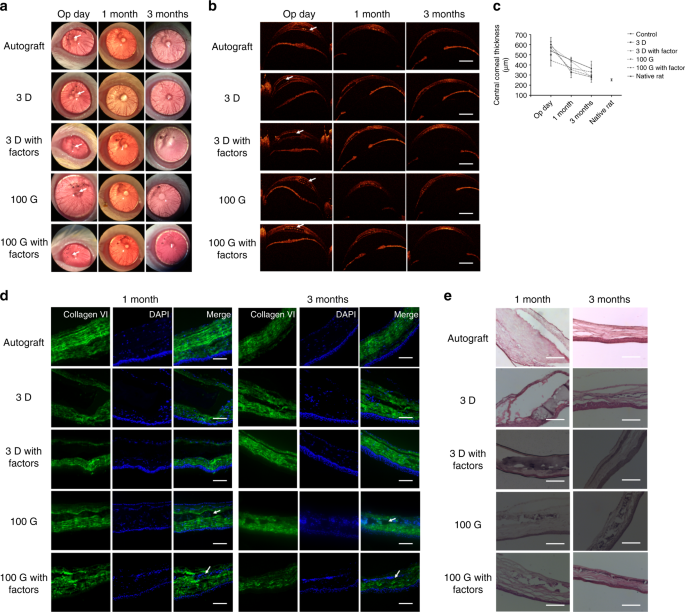 a
Op day 1 month 3 months
Autograft
3 D
3 D with
factors
100 G
100 G with
factors
b
Op day 1 month 3 months
Autograft
3 D
3 D with
factors
100 G
100 G with
factors
c
Central corneal thickness
(μm)
700
600
500
400
300
200
100
Op day
1 month
3 months
Native rat
Control
3 D
3 D with factor
100 G
100 G with factor
Native rat
d
1 month 3 months
Collagen VI DAPI Merge Collagen VI DAPI Merge
Autograft
3 D
3 D with
factors
100 G
100 G with
factors
e
1 month 3 months
Autograft
3 D
3 D with
factors
100 G
100 G with
factors